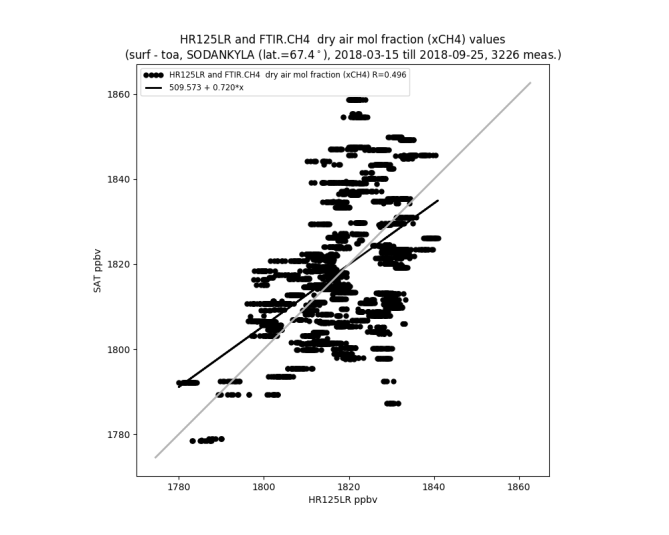 HR125LR and FTIR.CH4 dry air mol fraction (xCH4) values
(surf - toa, SODANKYLA (lat.=67.4°), 2018-03-15 till 2018-09-25, 3226 meas.)
HR125LR and FTIR.CH4 dry air mol fraction (xCH4) R=0.496
509.573 + 0.720*x
1860
1840
1820
1800
1780
SAT ppbv
1780 1800 1820 1840 1860
HR125LR ppbv